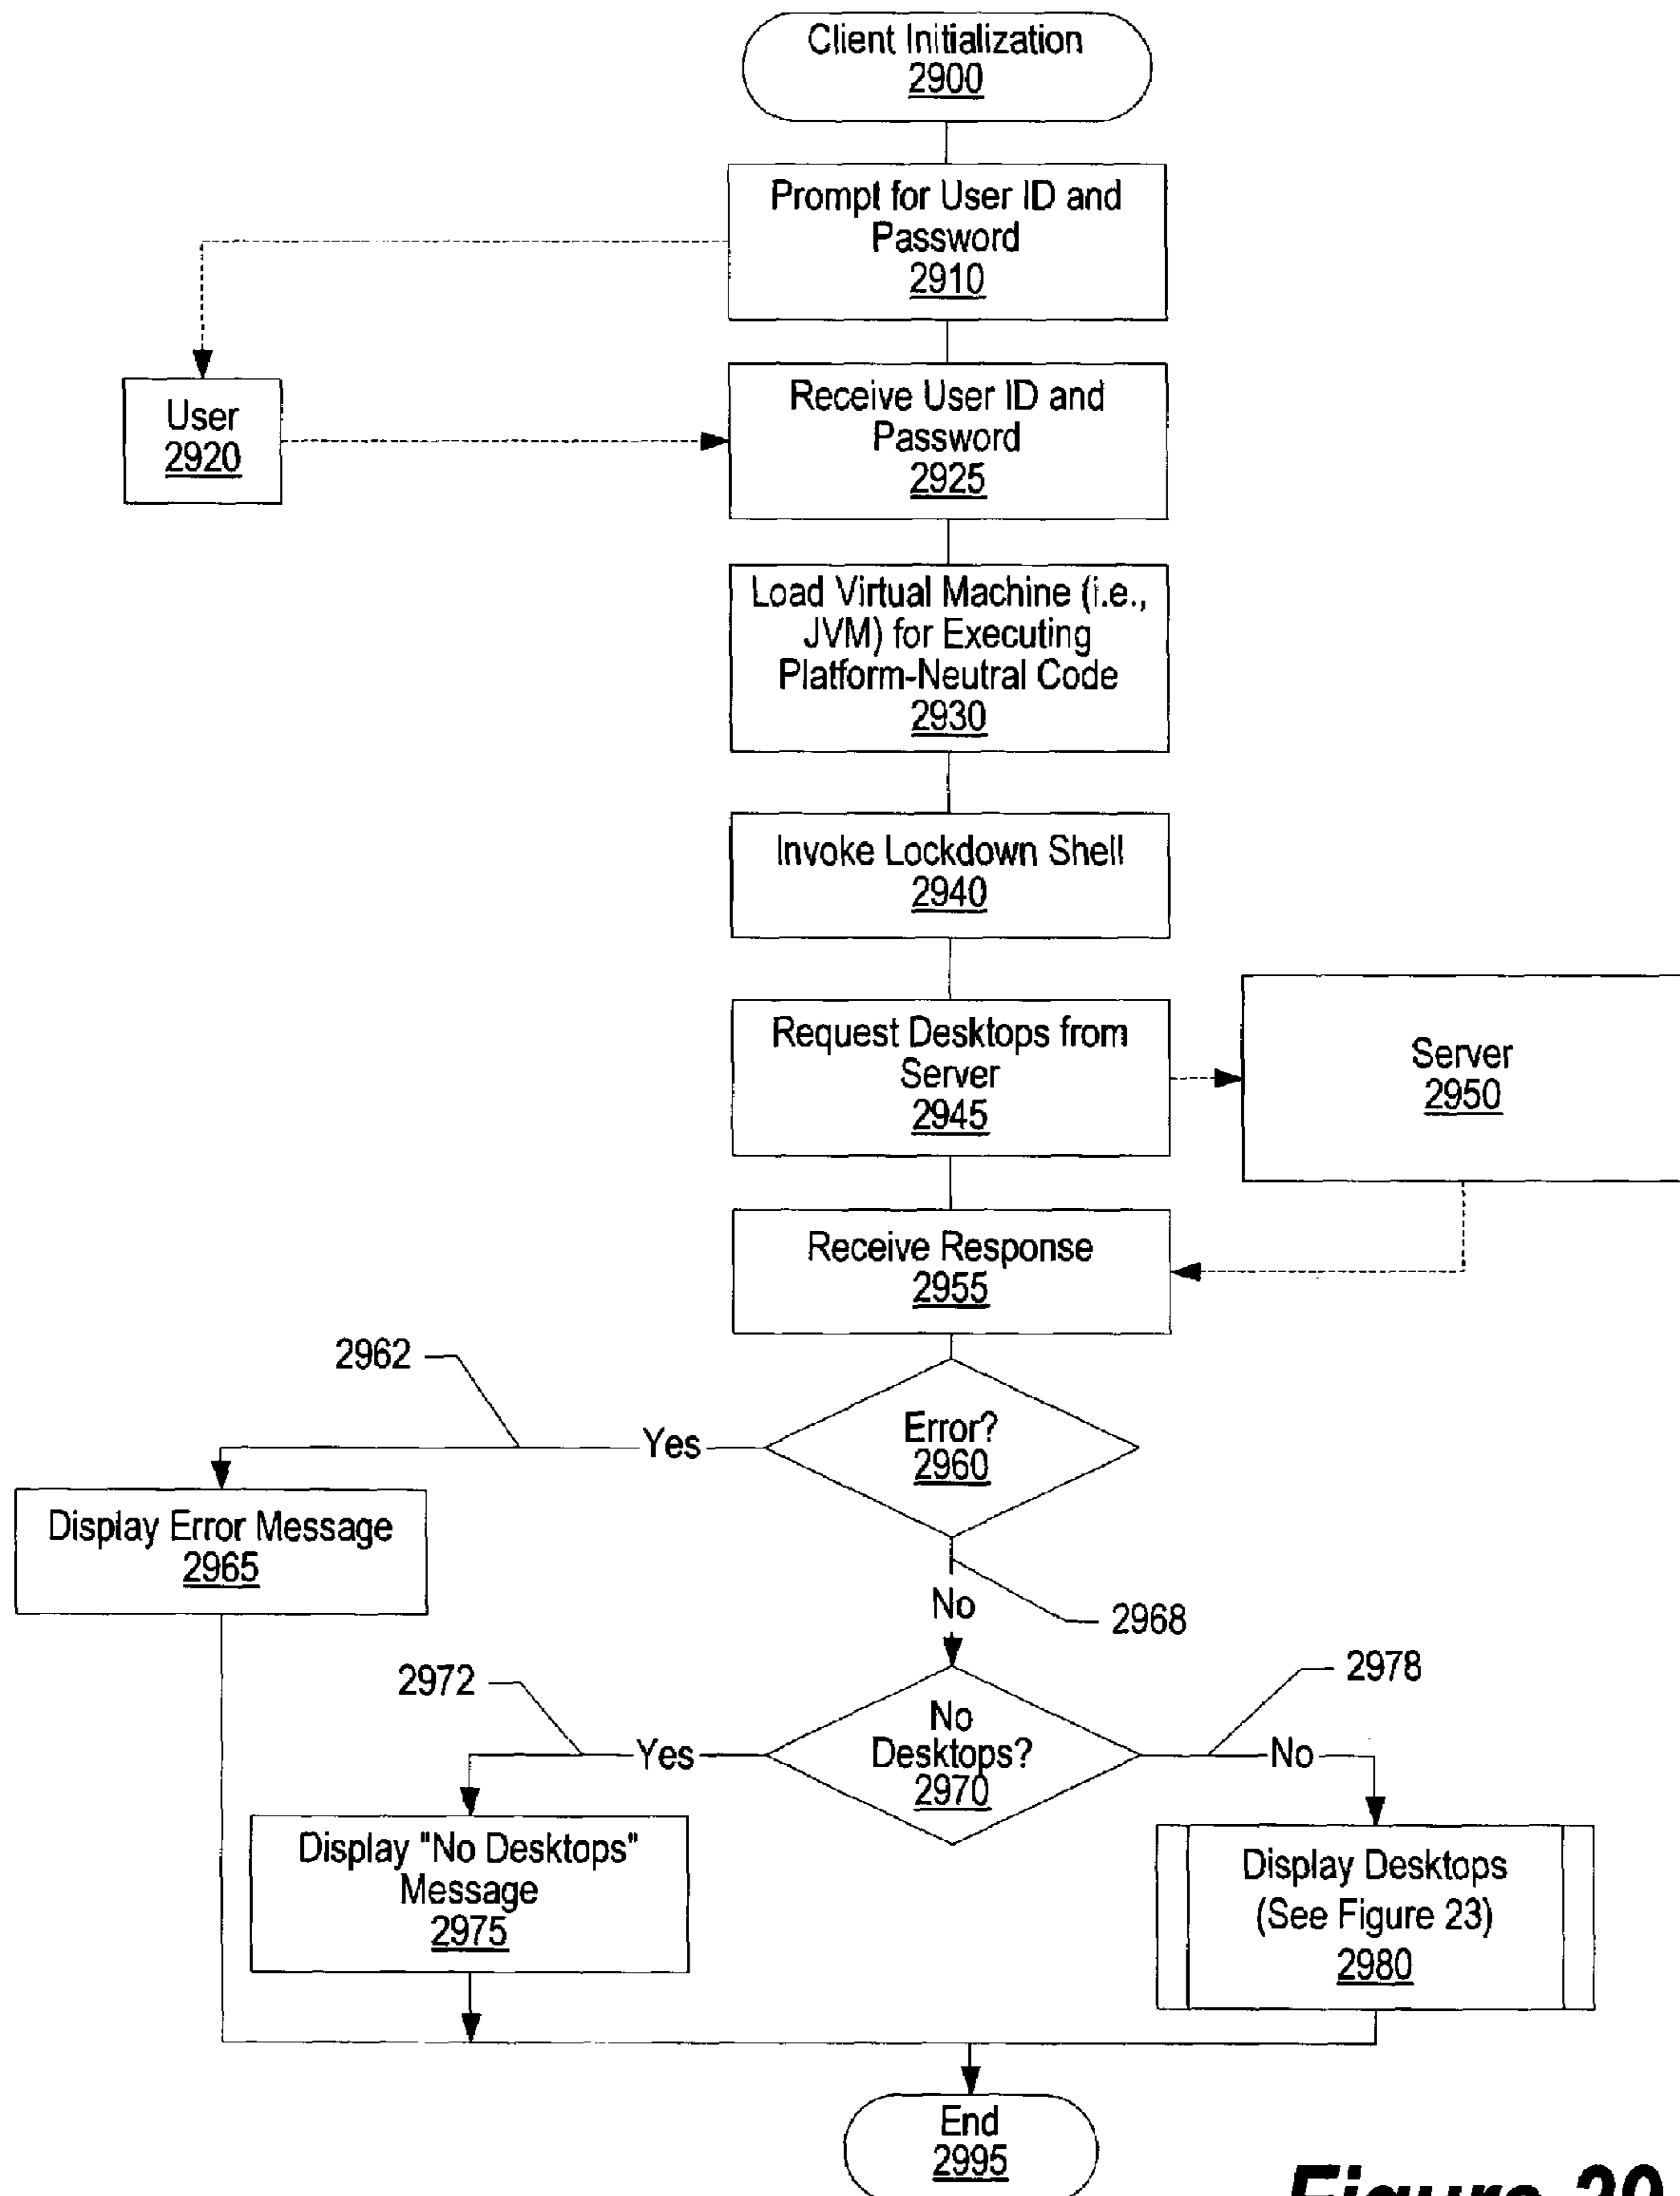 Client Initialization
2900
Prompt for User ID and
Password
2910
User
2920
Receive User ID and
Password
2925
Load Virtual Machine (i.e.,
JVM) for Executing
Platform-Neutral Code
2930
Invoke Lockdown Shell
2940
Request Desktops from
Server
2945
Server
2950
Receive Response
2955
2962
Yes
Error?
2960
Display Error Message
2965
No
2968
2972
2978
Yes
No
Desktops?
2970
No
Display "No Desktops"
Message
2975
Display Desktops
(See Figure 23)
2980
End
2995
Figure 29